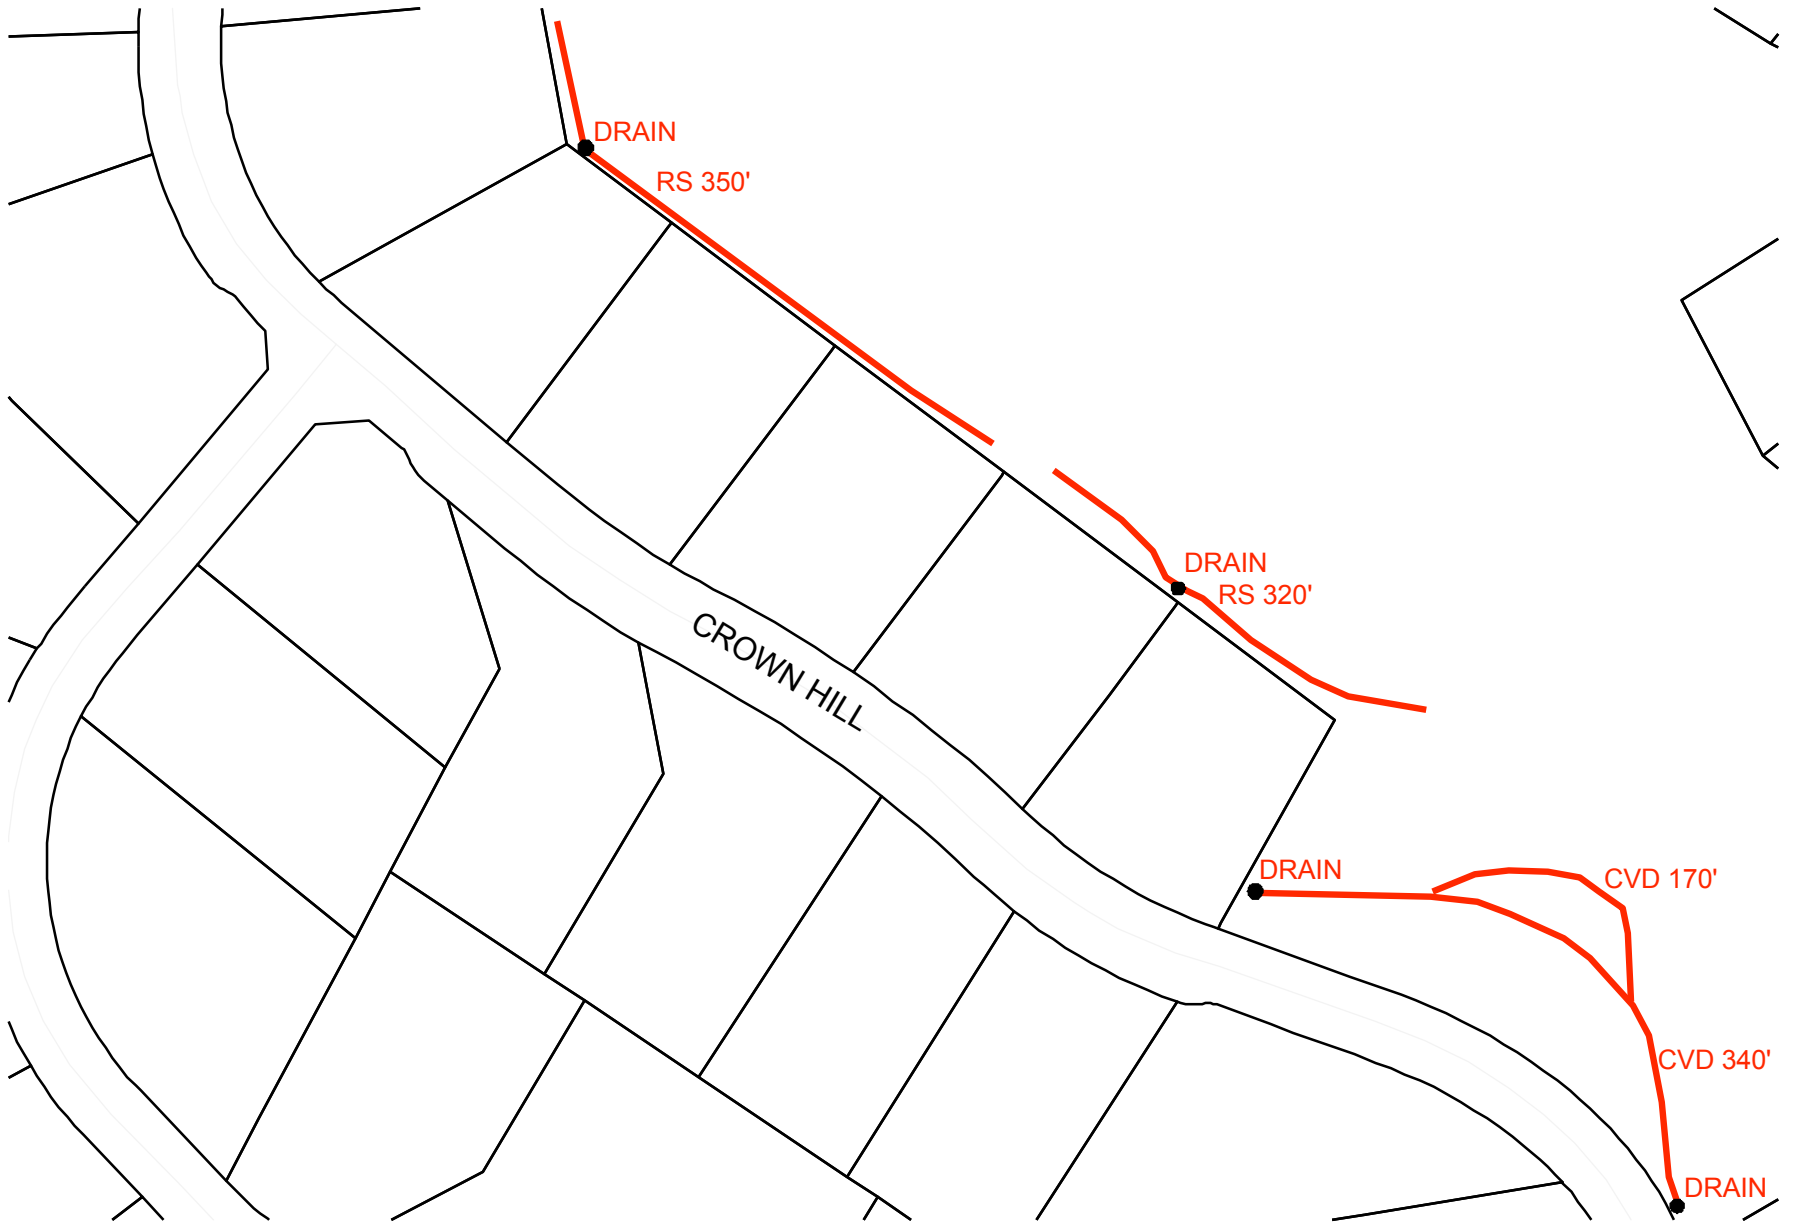 DRAIN
RS 350'
DRAIN
RS 320'
CROWN HILL
DRAIN
CVD 170'
CVD 340'
DRAIN